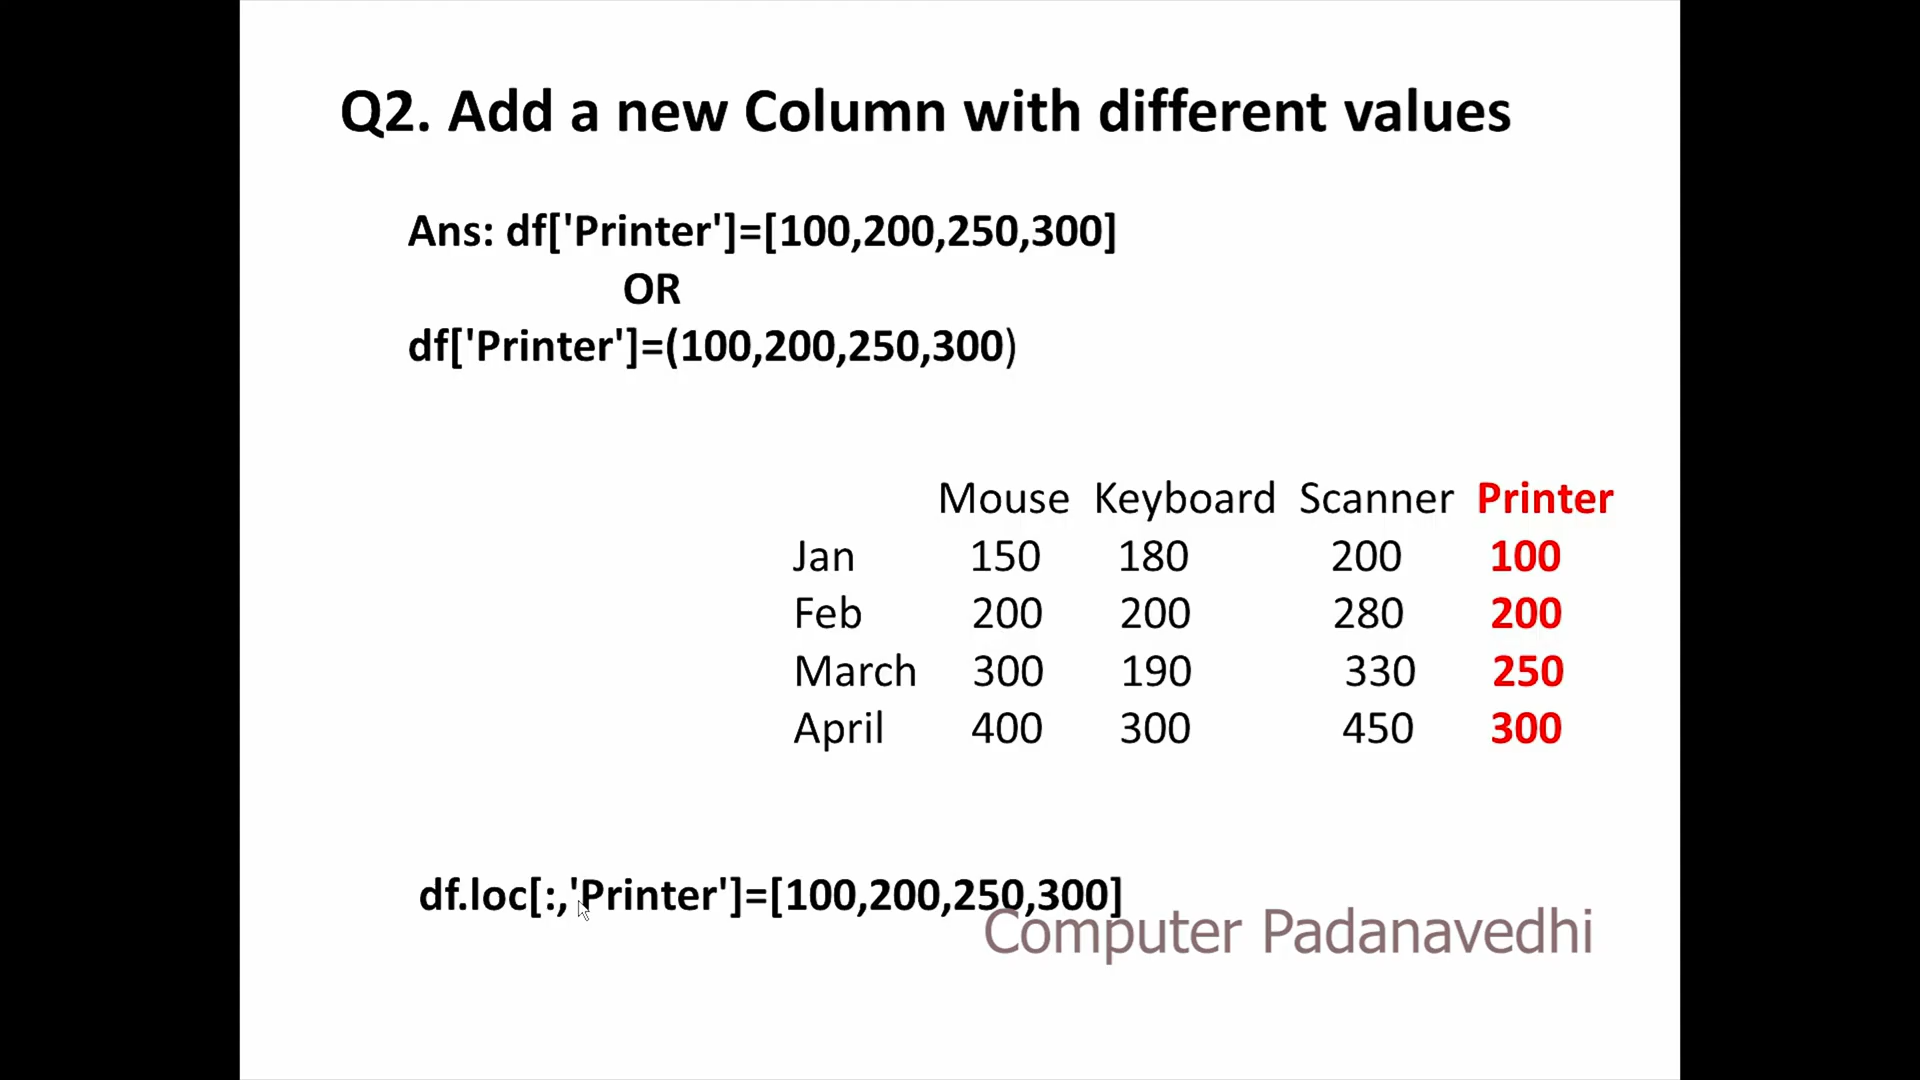 Q2. Add a new Column with different values
Ans: df['Printer']=[100,200,250,300]
OR
df['Printer']=(100,200,250,300)
Mouse Keyboard Scanner Printer
Jan 150 180 200 100
Feb 200 200 280 200
March 300 190 330 250
April 400 300 450 300
df.loc[:,'Printer']=[100,200,250,300]
Computer Padanavedhi